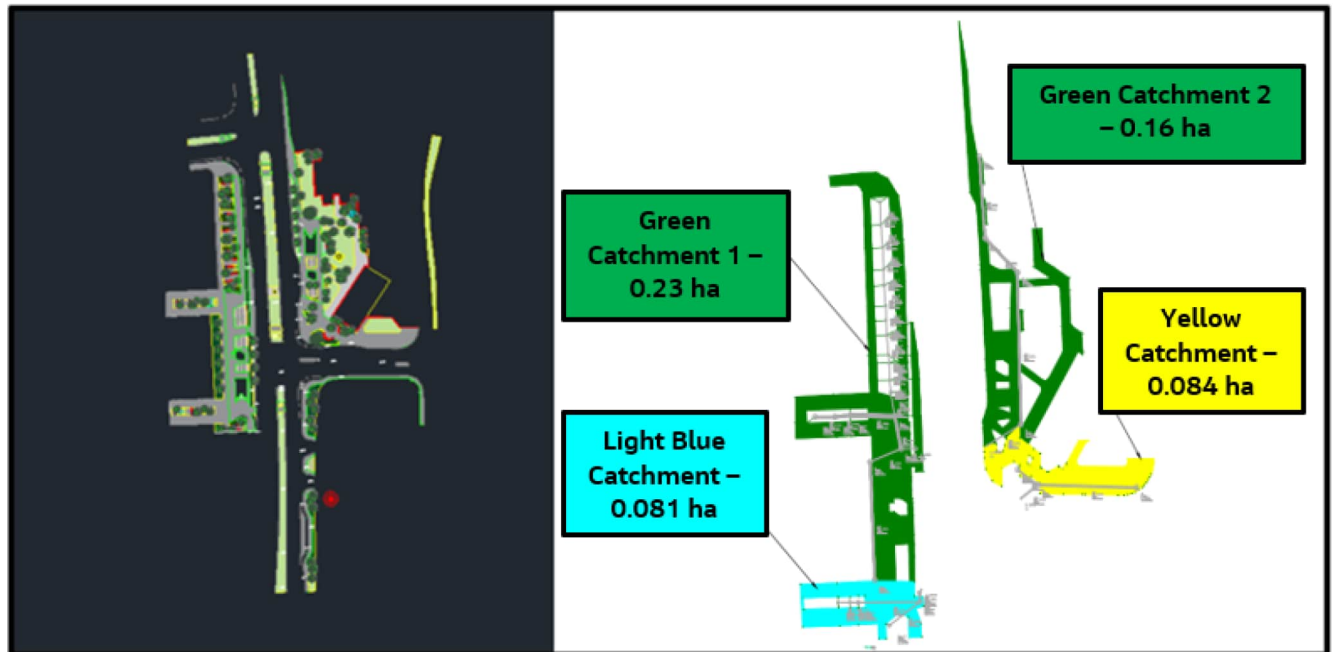 Green Catchment 2
– 0.16 ha
Green
Catchment 1 –
0.23 ha
Yellow
Catchment –
0.084 ha
Light Blue
Catchment –
0.081 ha